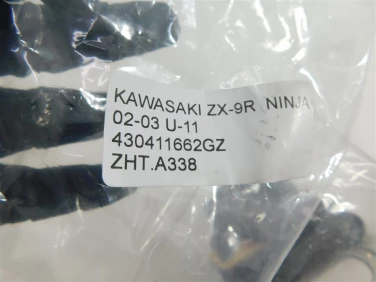 KAWASAKI ZX-9R NINJA
02-03 U-11
430411662GZ
ZHT.A338